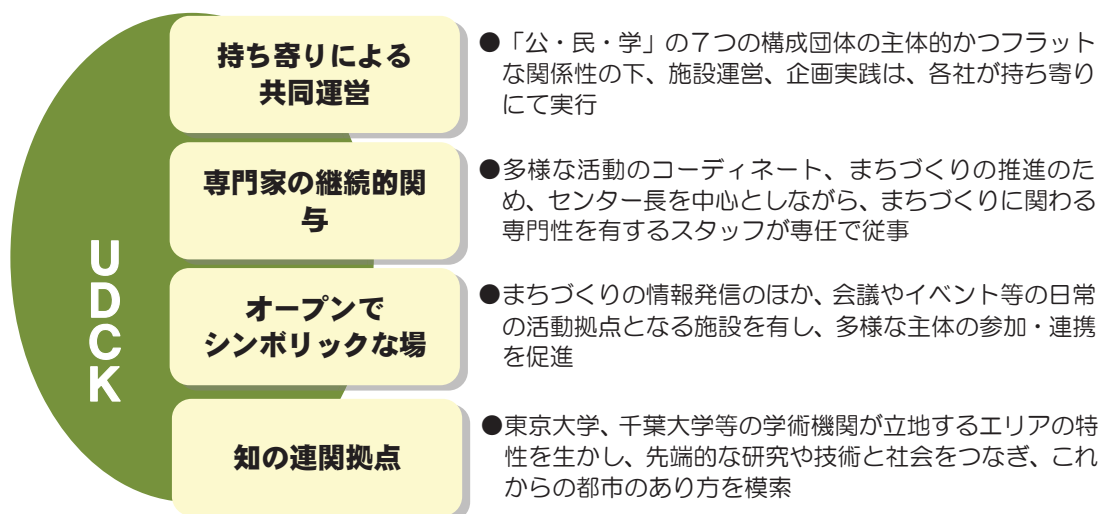 UDCK
持ち寄りによる
共同運営
●「公・民・学」の７つの構成団体の主体的かつフラット
な関係性の下、施設運営、企画実践は、各社が持ち寄り
にて実行
専門家の継続的関
与
●多様な活動のコーディネート、まちづくりの推進のた
め、センター長を中心としながら、まちづくりに関わる
専門性を有するスタッフが専任で従事
オープンで
シンボリックな場
●まちづくりの情報発信のほか、会議やイベント等の日常
の活動拠点となる施設を有し、多様な主体の参加・連携
を促進
知の連関拠点
●東京大学、千葉大学等の学術機関が立地するエリアの特
性を生かし、先端的な研究や技術と社会をつなぎ、これ
からの都市のあり方を模索